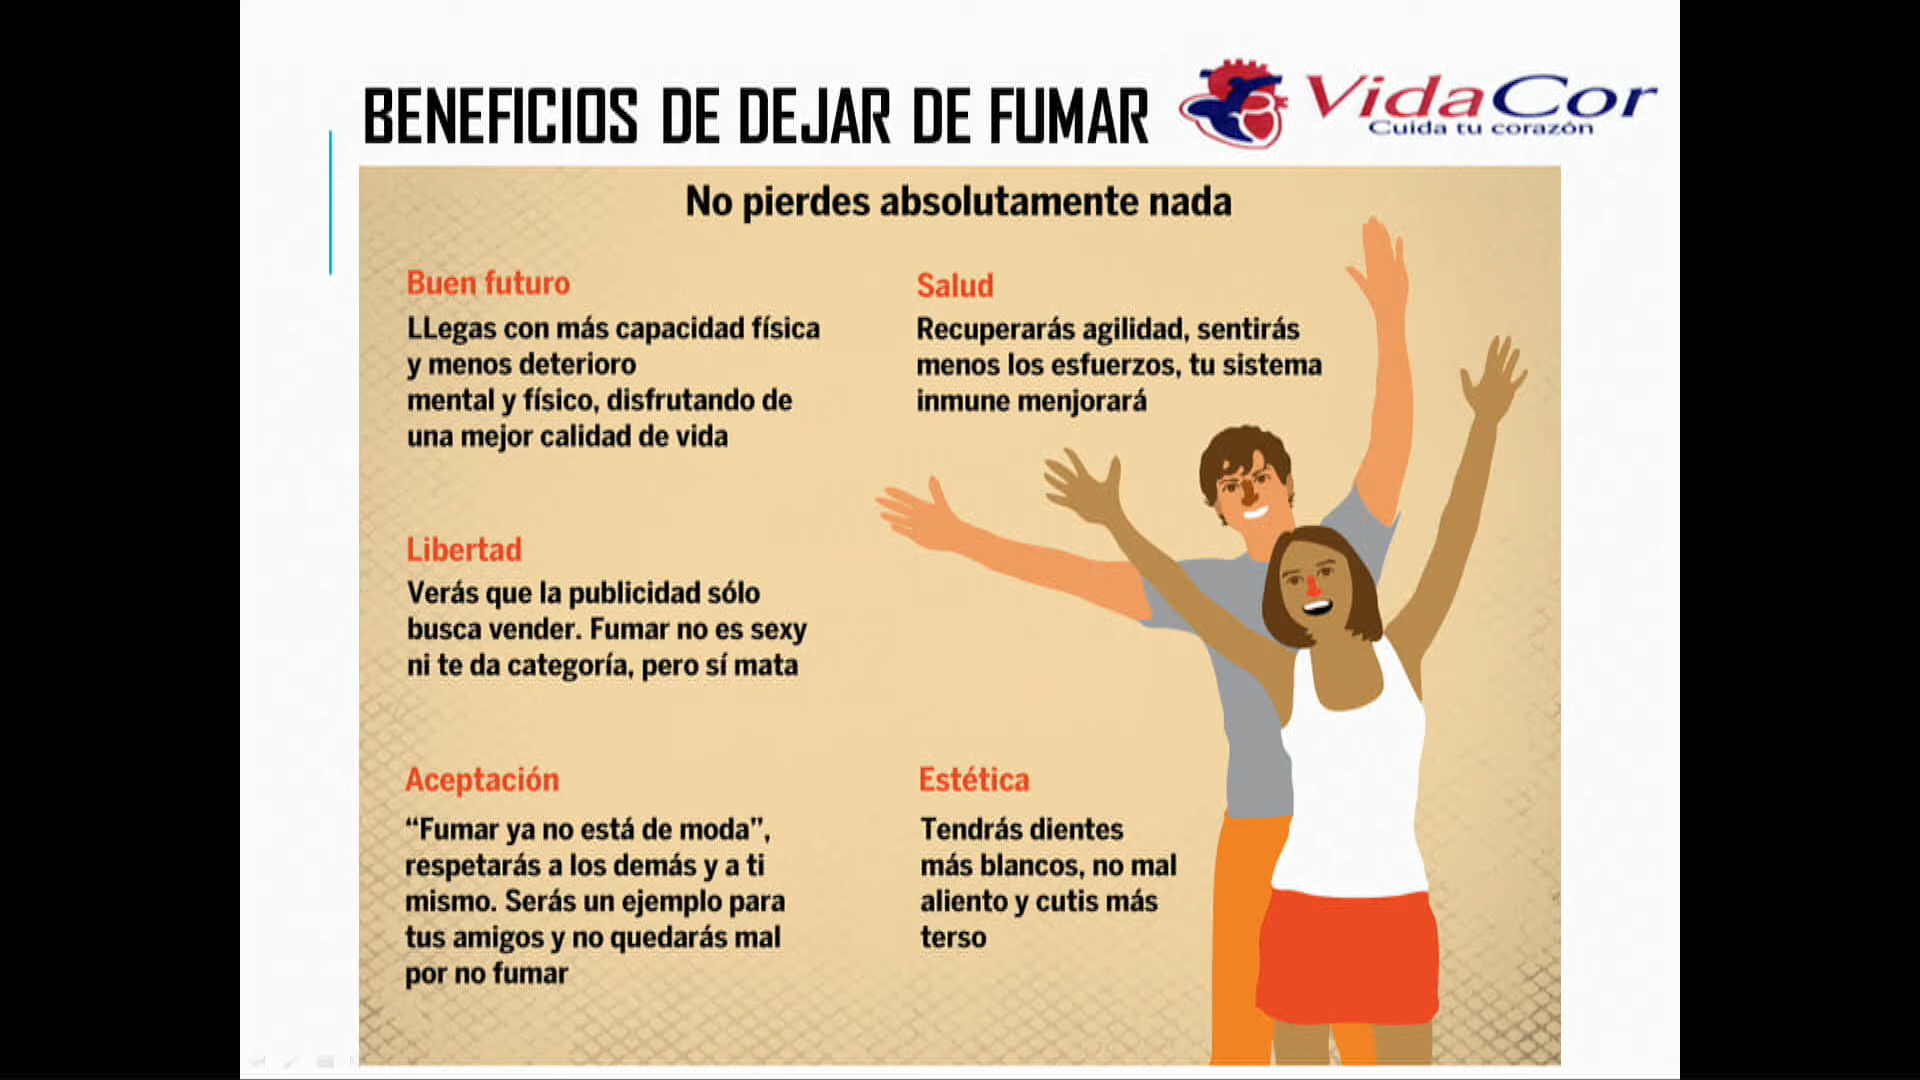 BENEFICIOS DE DEJAR DE FUMAR
VidaCor
Cuida tu corazón
No pierdes absolutamente nada
Buen futuro
LLegas con más capacidad física
y menos deterioro
mental y físico, disfrutando de
una mejor calidad de vida
Salud
Recuperarás agilidad, sentirás
menos los esfuerzos, tu sistema
inmune menjorará
Libertad
Verás que la publicidad sólo
busca vender. Fumar no es sexy
ni te da categoría, pero sí mata
Aceptación
“Fumar ya no está de moda”,
respetarás a los demás y a ti
mismo. Serás un ejemplo para
tus amigos y no quedarás mal
por no fumar
Estética
Tendrás dientes
más blancos, no mal
aliento y cutis más
terso